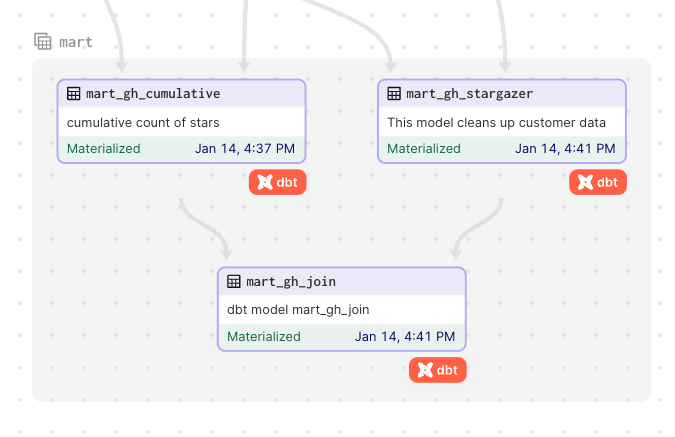 mart
mart_gh_cumulative
cumulative count of stars
Materialized Jan 14, 4:37 PM
dbt
mart_gh_stargazer
This model cleans up customer data
Materialized Jan 14, 4:41 PM
dbt
mart_gh_join
dbt model mart_gh_join
Materialized Jan 14, 4:41 PM
dbt